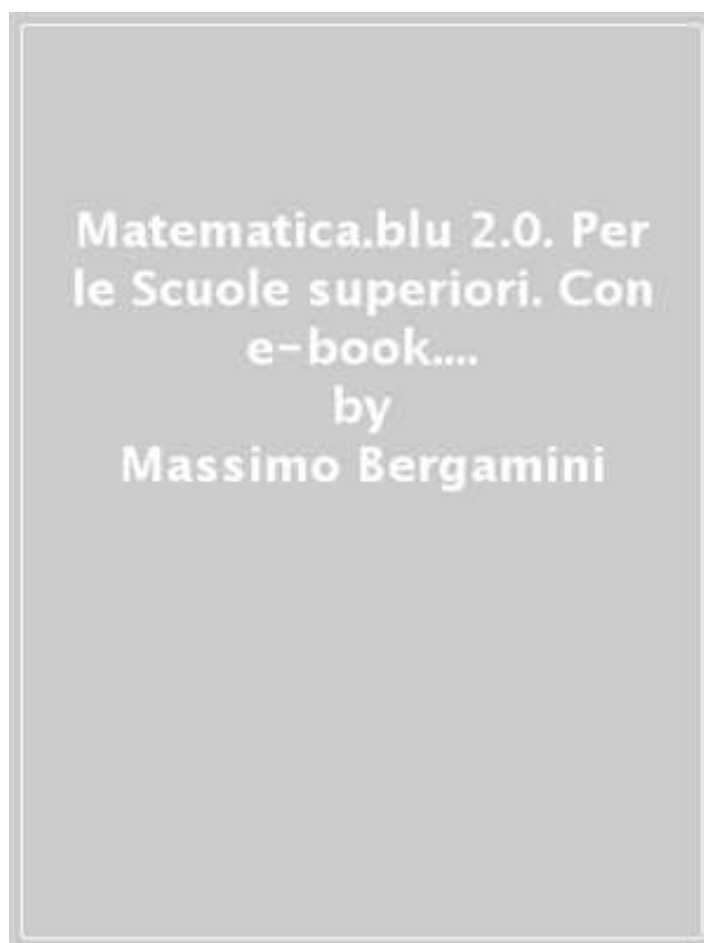 Matematica.blu 2.0. Per
le Scuole superiori. Con
e-book....
by
Massimo Bergamini